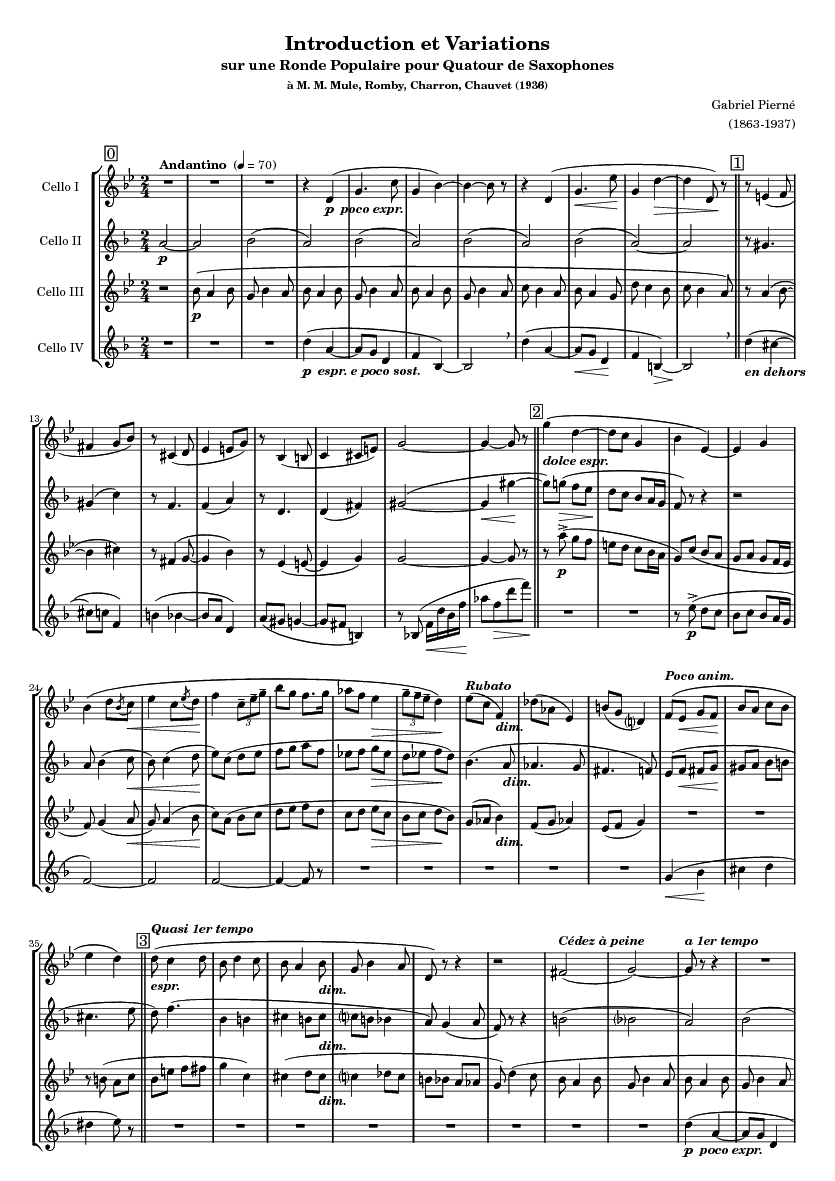 Introduction et Variations
sur une Ronde Populaire pour Quatour de Saxophones
à M. M. Mule, Romby, Charron, Chauvet (1936)
Gabriel Pierné
(1863-1937)
0
Andantino (♩ = 70)
1
Cello I
p poco expr.
Cello II
p
Cello III
p
Cello IV
p espr. e poco sost.
en dehors
13
2
dolce espr.
p
p
24
Rubato
Poco anim.
3
3
dim.
dim.
dim.
35
3
Quasi 1er tempo
Cédez à peine
a 1er tempo
espr.
dim.
dim.
dim.
p poco expr.